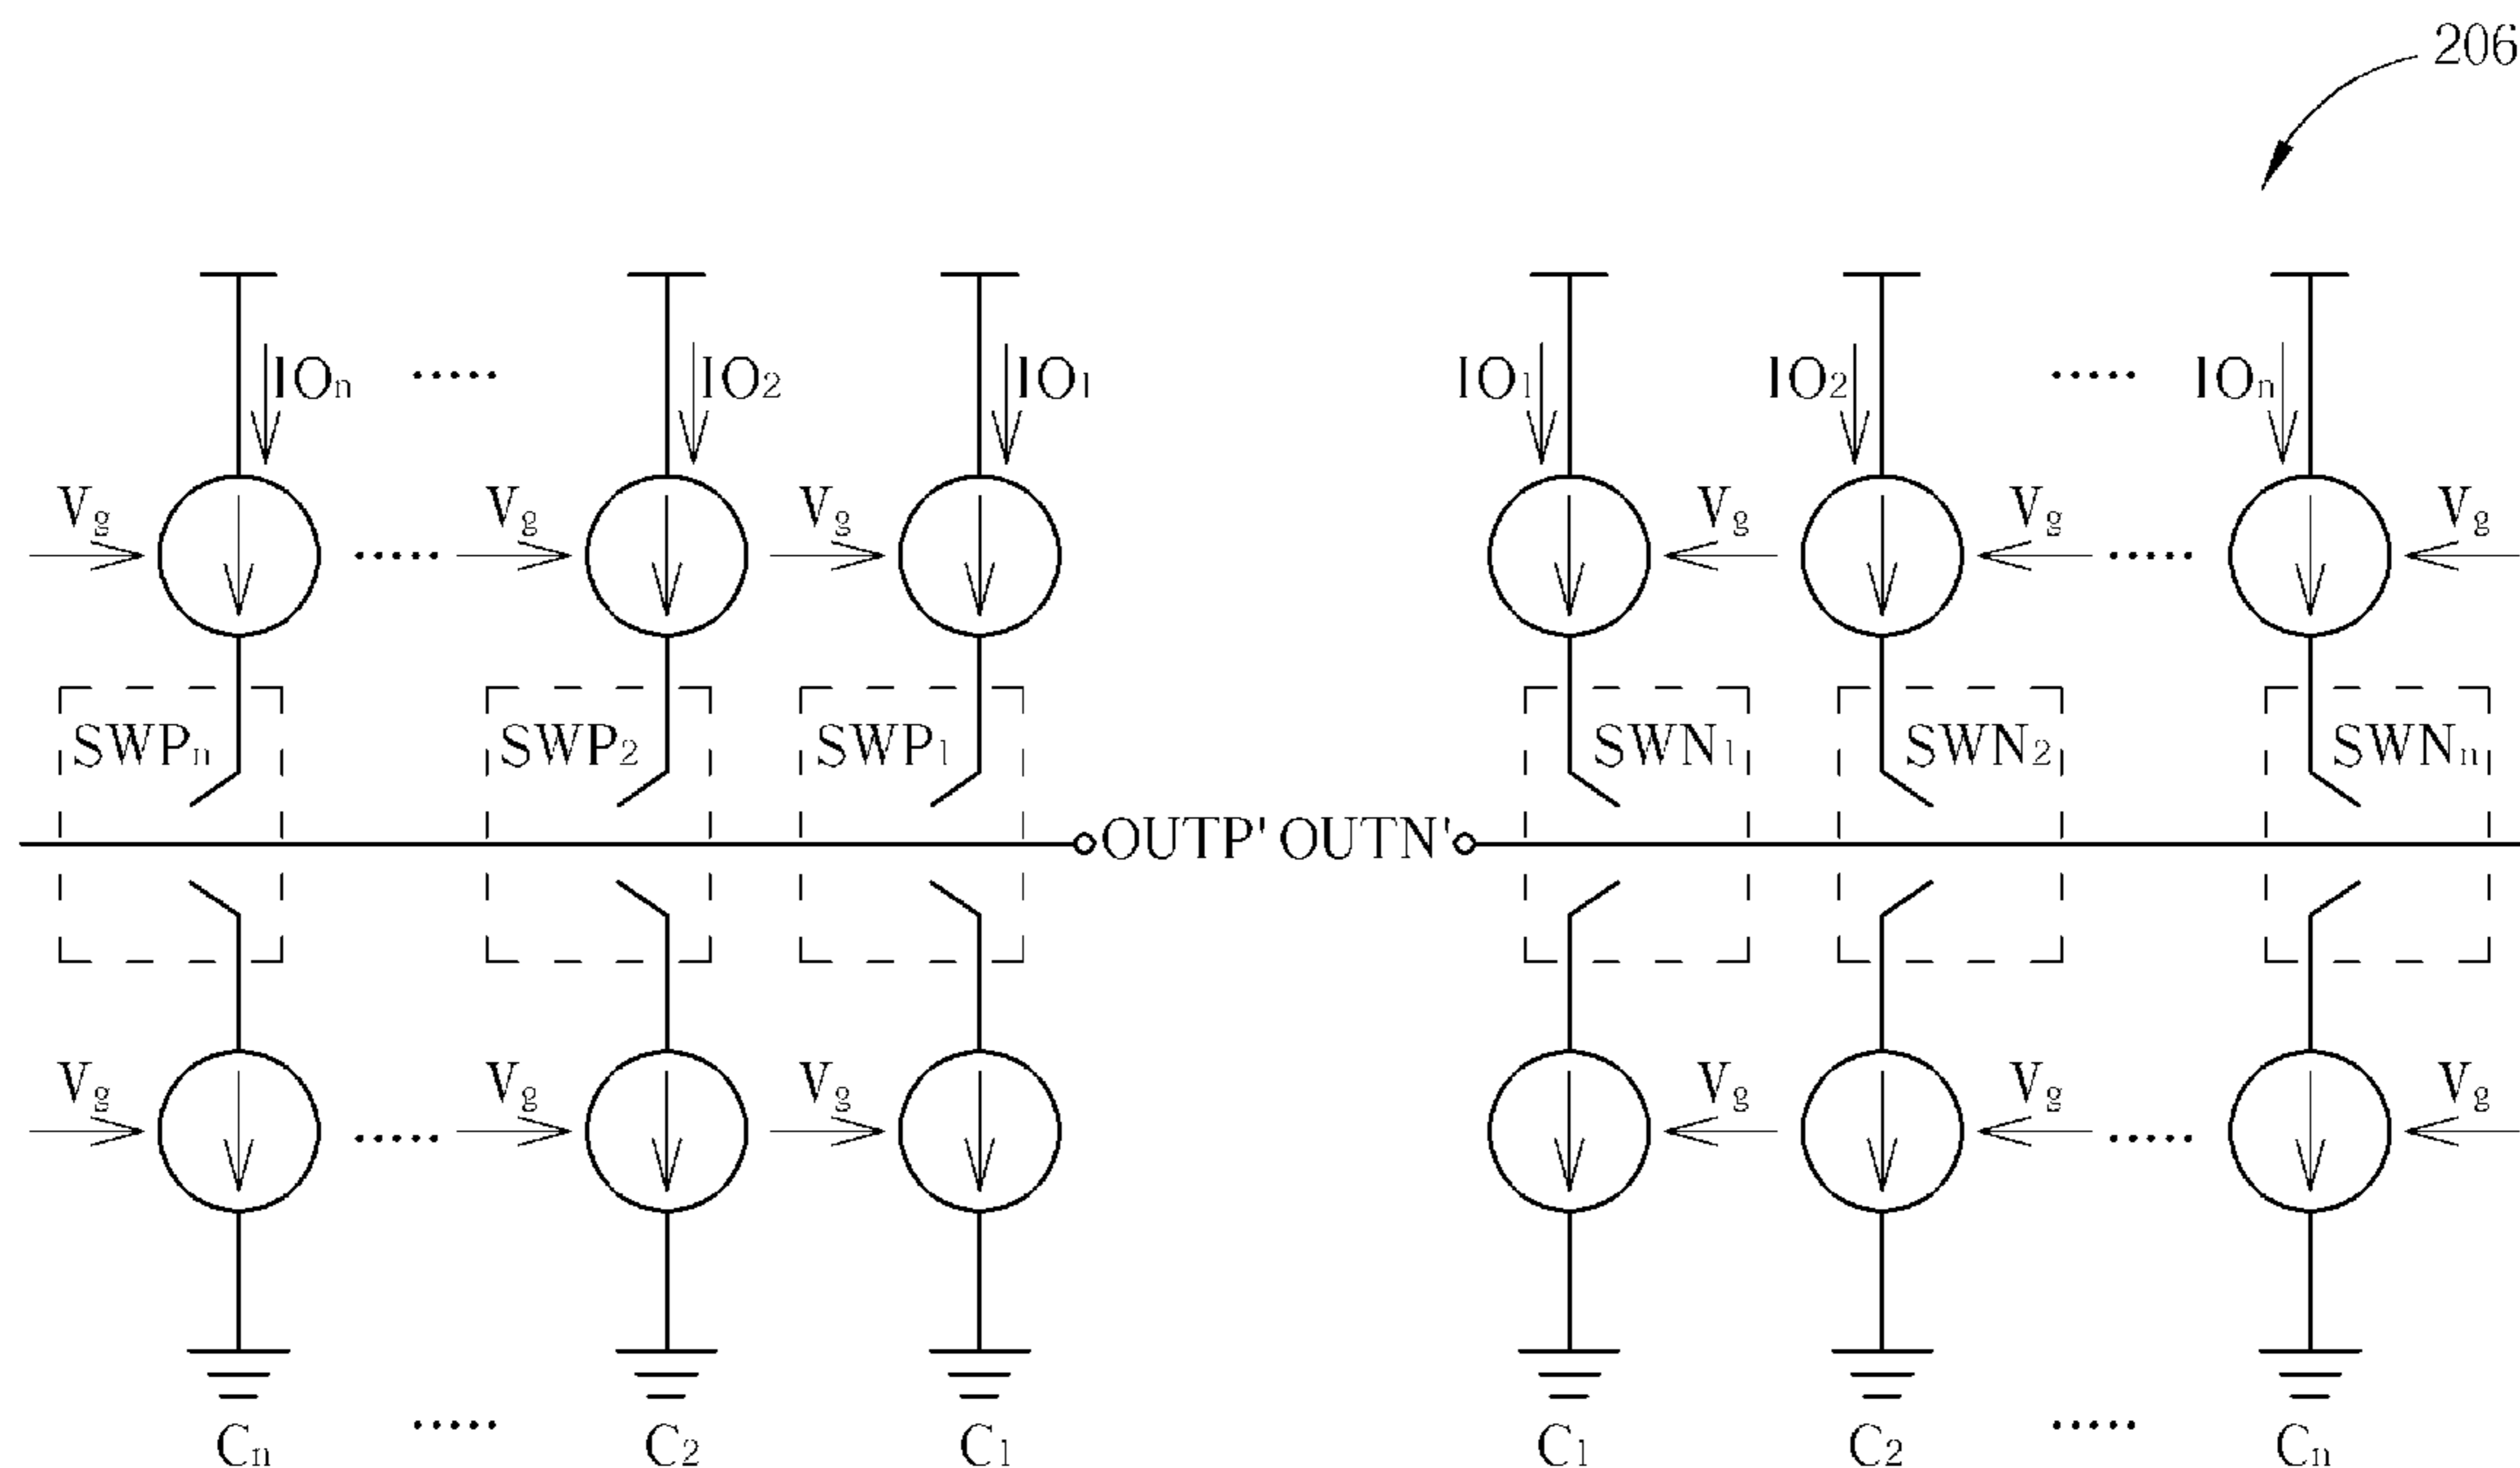 206
IOn ..... IO2 IO1 IO1 IO2 ..... IOn
Vg Vg Vg Vg Vg Vg
..... .....
SWPn SWP2 SWP1 SWN1 SWN2 SWNn
OUTP' OUTN'
Vg Vg Vg Vg Vg Vg
..... .....
Cn ..... C2 C1 C1 C2 ..... Cn